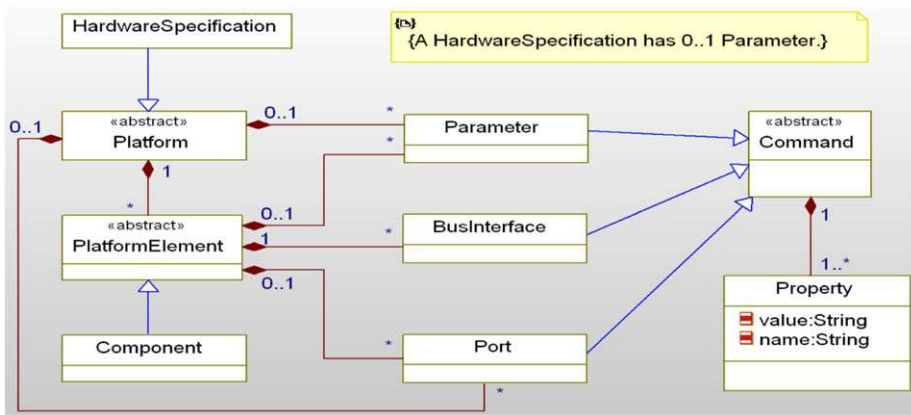 HardwareSpecification
{A HardwareSpecification has 0..1 Parameter.}
0..1
«abstract»
Platform
0..1
*
Parameter
«abstract»
Command
1
*
*
«abstract»
PlatformElement
0..1
1
*
BusInterface
0..1
1
1..*
Property
value:String
name:String
Component
*
Port
*